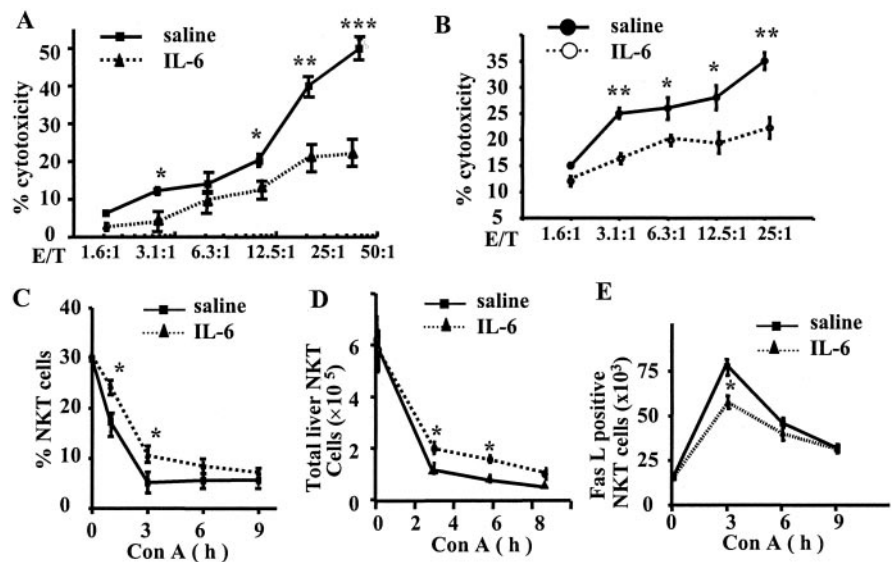 A
saline
IL-6
% cytotoxicity
50
40
30
20
10
0
*
*
**
***
E/T
1.6:1 3.1:1 6.3:1 12.5:1 25:1 50:1
B
saline
IL-6
% cytotoxicity
35
30
25
20
15
10
5
**
*
*
**
E/T
1.6:1 3.1:1 6.3:1 12.5:1 25:1
C
saline
IL-6
% NKT cells
40
30
20
10
0
*
*
0 3 6 9
Con A ( h )
D
saline
IL-6
Total liver NKT
Cells (×10⁵)
6
4
2
0
*
*
0 2 4 6 8
Con A ( h )
E
saline
IL-6
Fas L positive
NKT cells (x10³)
75
50
25
0
*
0 3 6 9
Con A ( h )